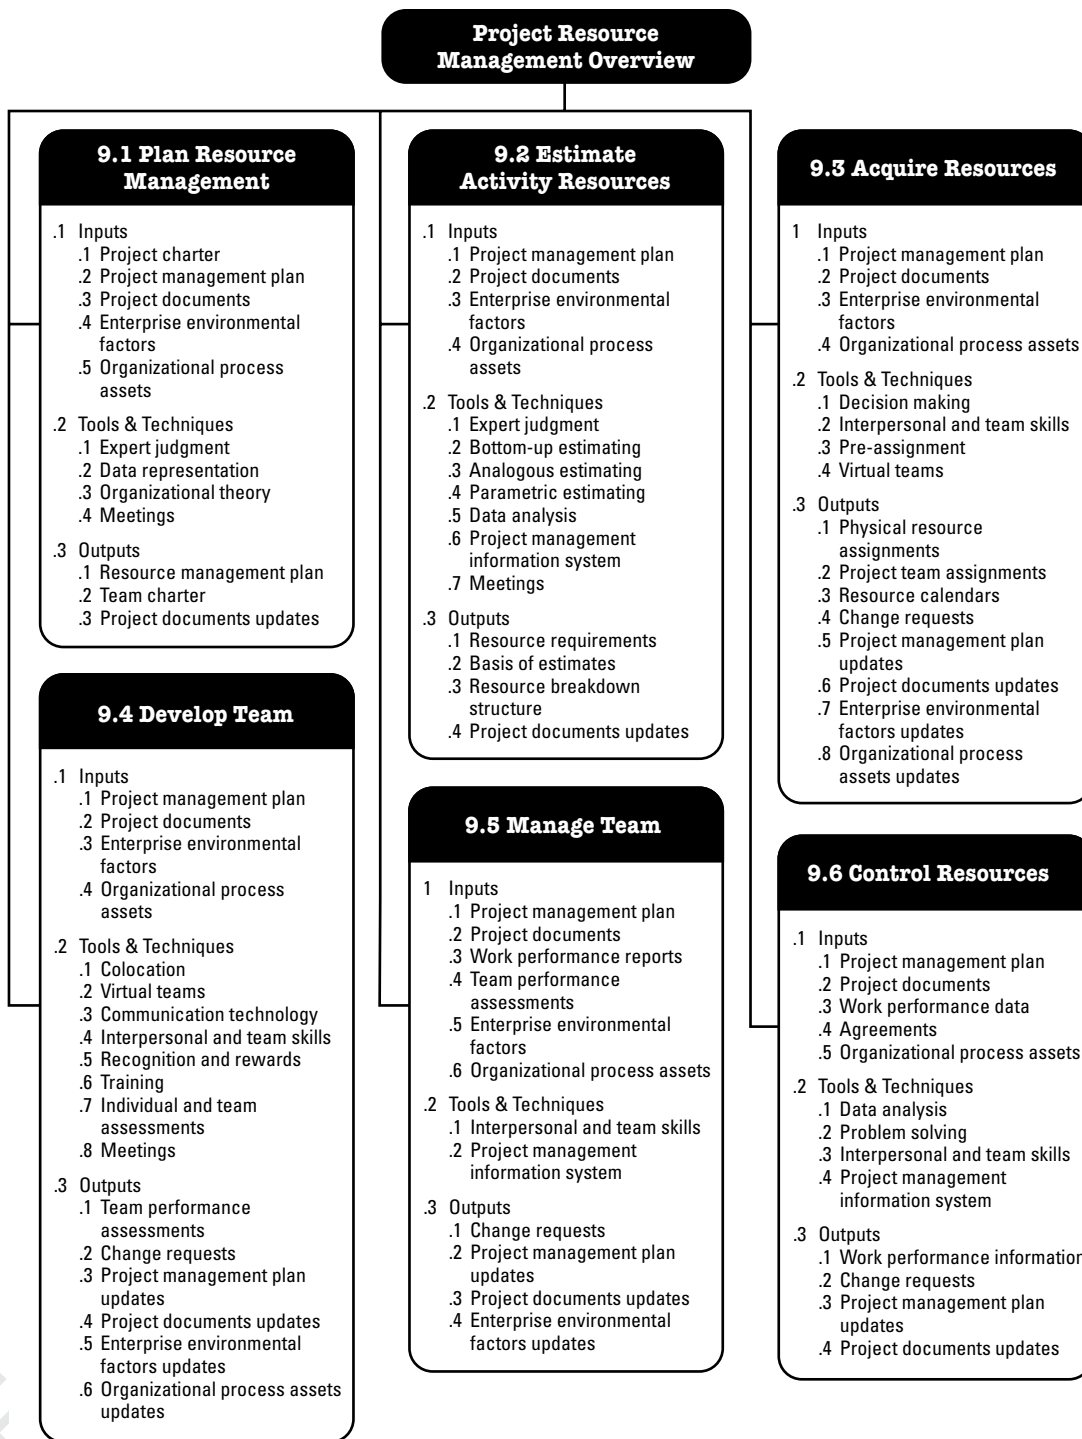 Project Resource
Management Overview
9.1 Plan Resource
Management
.1 Inputs
.1 Project charter
.2 Project management plan
.3 Project documents
.4 Enterprise environmental
factors
.5 Organizational process
assets
.2 Tools & Techniques
.1 Expert judgment
.2 Data representation
.3 Organizational theory
.4 Meetings
.3 Outputs
.1 Resource management plan
.2 Team charter
.3 Project documents updates
9.2 Estimate
Activity Resources
.1 Inputs
.1 Project management plan
.2 Project documents
.3 Enterprise environmental
factors
.4 Organizational process
assets
.2 Tools & Techniques
.1 Expert judgment
.2 Bottom-up estimating
.3 Analogous estimating
.4 Parametric estimating
.5 Data analysis
.6 Project management
information system
.7 Meetings
.3 Outputs
.1 Resource requirements
.2 Basis of estimates
.3 Resource breakdown
structure
.4 Project documents updates
9.3 Acquire Resources
1 Inputs
.1 Project management plan
.2 Project documents
.3 Enterprise environmental
factors
.4 Organizational process assets
.2 Tools & Techniques
.1 Decision making
.2 Interpersonal and team skills
.3 Pre-assignment
.4 Virtual teams
.3 Outputs
.1 Physical resource
assignments
.2 Project team assignments
.3 Resource calendars
.4 Change requests
.5 Project management plan
updates
.6 Project documents updates
.7 Enterprise environmental
factors updates
.8 Organizational process
assets updates
9.4 Develop Team
.1 Inputs
.1 Project management plan
.2 Project documents
.3 Enterprise environmental
factors
.4 Organizational process
assets
.2 Tools & Techniques
.1 Colocation
.2 Virtual teams
.3 Communication technology
.4 Interpersonal and team skills
.5 Recognition and rewards
.6 Training
.7 Individual and team
assessments
.8 Meetings
.3 Outputs
.1 Team performance
assessments
.2 Change requests
.3 Project management plan
updates
.4 Project documents updates
.5 Enterprise environmental
factors updates
.6 Organizational process assets
updates
9.5 Manage Team
1 Inputs
.1 Project management plan
.2 Project documents
.3 Work performance reports
.4 Team performance
assessments
.5 Enterprise environmental
factors
.6 Organizational process assets
.2 Tools & Techniques
.1 Interpersonal and team skills
.2 Project management
information system
.3 Outputs
.1 Change requests
.2 Project management plan
updates
.3 Project documents updates
.4 Enterprise environmental
factors updates
9.6 Control Resources
.1 Inputs
.1 Project management plan
.2 Project documents
.3 Work performance data
.4 Agreements
.5 Organizational process assets
.2 Tools & Techniques
.1 Data analysis
.2 Problem solving
.3 Interpersonal and team skills
.4 Project management
information system
.3 Outputs
.1 Work performance information
.2 Change requests
.3 Project management plan
updates
.4 Project documents updates